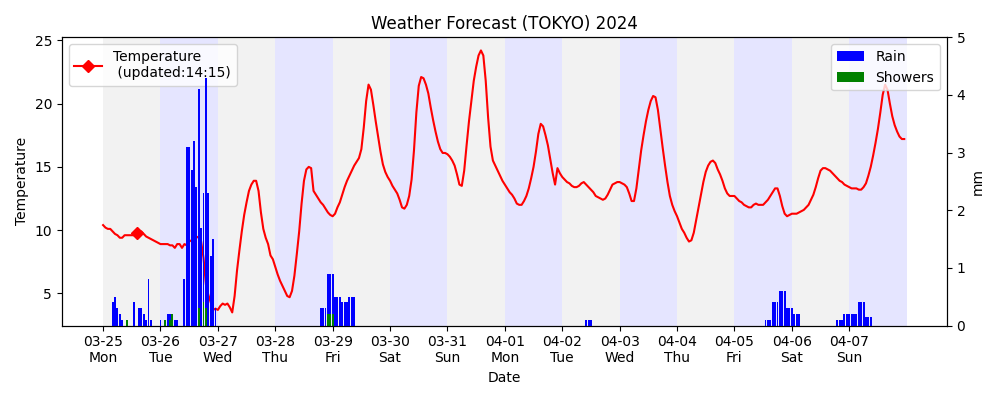 Weather Forecast (TOKYO) 2024
Temperature
(updated:14:15)
Rain
Showers
Temperature
25
20
15
10
5
mm
5
4
3
2
1
0
03-25 03-26 03-27 03-28 03-29 03-30 03-31 04-01 04-02 04-03 04-04 04-05 04-06 04-07
Mon Tue Wed Thu Fri Sat Sun Mon Tue Wed Thu Fri Sat Sun
Date